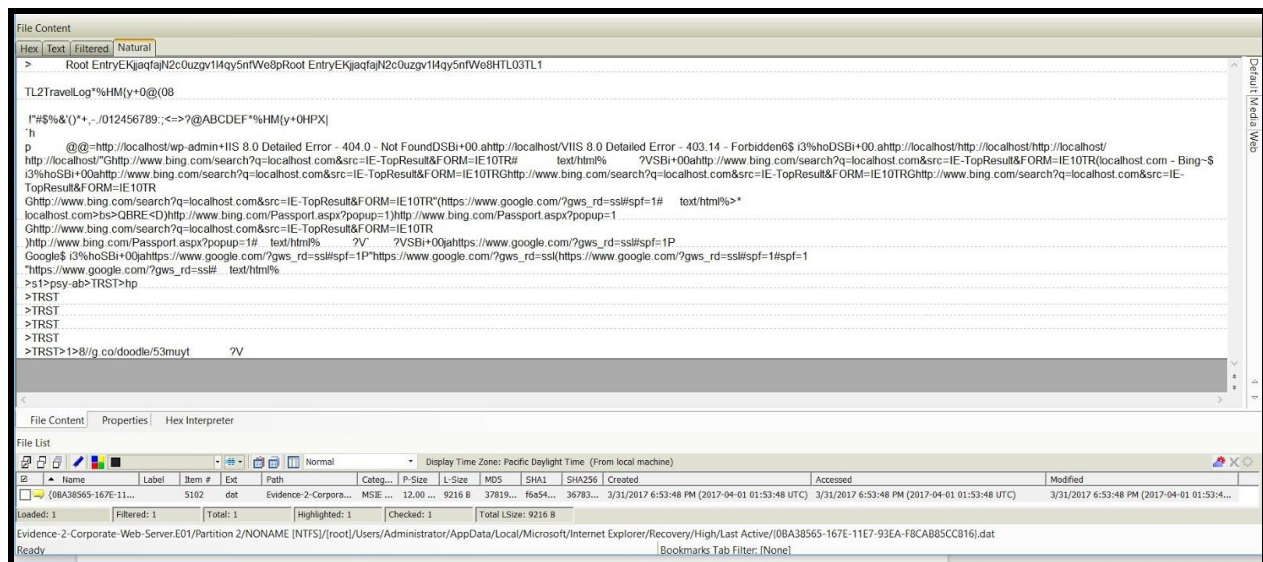 File Content
Hex Text Filtered Natural
> Root EntryEKjjaqfajN2c0uzgv1l4qy5nfWe8pRoot EntryEKjjaqfajN2c0uzgv1l4qy5nfWe8HTL03TL1
TL2TravelLog*%HM{y+0@(08
!"#$%&'()*+,-./012456789:;<=>?@ABCDEF*%HM{y+0HPX|
`h
p @@=http://localhost/wp-admin+IIS 8.0 Detailed Error - 404.0 - Not FoundDSBi+00.ahttp://localhost/VIIS 8.0 Detailed Error - 403.14 - Forbidden6$ i3%hoDSBi+00.ahttp://localhost/http://localhost/http://localhost/
http://localhost/"Ghttp://www.bing.com/search?q=localhost.com&src=IE-TopResult&FORM=IE10TR# text/html% ?VSBi+00ahttp://www.bing.com/search?q=localhost.com&src=IE-TopResult&FORM=IE10TR(localhost.com - Bing~$
i3%hoSBi+00ahttp://www.bing.com/search?q=localhost.com&src=IE-TopResult&FORM=IE10TRGhttp://www.bing.com/search?q=localhost.com&src=IE-TopResult&FORM=IE10TRGhttp://www.bing.com/search?q=localhost.com&src=IE-
TopResult&FORM=IE10TR
Ghttp://www.bing.com/search?q=localhost.com&src=IE-TopResult&FORM=IE10TR"(https://www.google.com/?gws_rd=ssl#spf=1# text/html%>*
localhost.com>bs>QBRE<D)http://www.bing.com/Passport.aspx?popup=1)http://www.bing.com/Passport.aspx?popup=1
Ghttp://www.bing.com/search?q=localhost.com&src=IE-TopResult&FORM=IE10TR
)http://www.bing.com/Passport.aspx?popup=1# text/html% ?V` ?VSBi+00jahttps://www.google.com/?gws_rd=ssl#spf=1P
Google$ i3%hoSBi+00jahttps://www.google.com/?gws_rd=ssl#spf=1P"https://www.google.com/?gws_rd=ssl(https://www.google.com/?gws_rd=ssl#spf=1#spf=1
"https://www.google.com/?gws_rd=ssl# text/html%
>s1>psy-ab>TRST>hp
>TRST
>TRST
>TRST
>TRST
>TRST>1>8//g.co/doodle/53muyt ?V
Default Media Web
File Content Properties Hex Interpreter
File List
Normal Display Time Zone: Pacific Daylight Time (From local machine)
Name Label Item # Ext Path Categ... P-Size L-Size MD5 SHA1 SHA256 Created Accessed Modified
{0BA38565-167E-11... 5102 dat Evidence-2-Corpora... MSIE ... 12.00 ... 9216 B 37819... f6a54... 36783... 3/31/2017 6:53:48 PM (2017-04-01 01:53:48 UTC) 3/31/2017 6:53:48 PM (2017-04-01 01:53:48 UTC) 3/31/2017 6:53:48 PM (2017-04-01 01:53:4...
Loaded: 1 Filtered: 1 Total: 1 Highlighted: 1 Checked: 1 Total LSize: 9216 B
Evidence-2-Corporate-Web-Server.E01/Partition 2/NONAME [NTFS]/[root]/Users/Administrator/AppData/Local/Microsoft/Internet Explorer/Recovery/High/Last Active/{0BA38565-167E-11E7-93EA-F8CAB85CC816}.dat
Ready Bookmarks Tab Filter: [None]